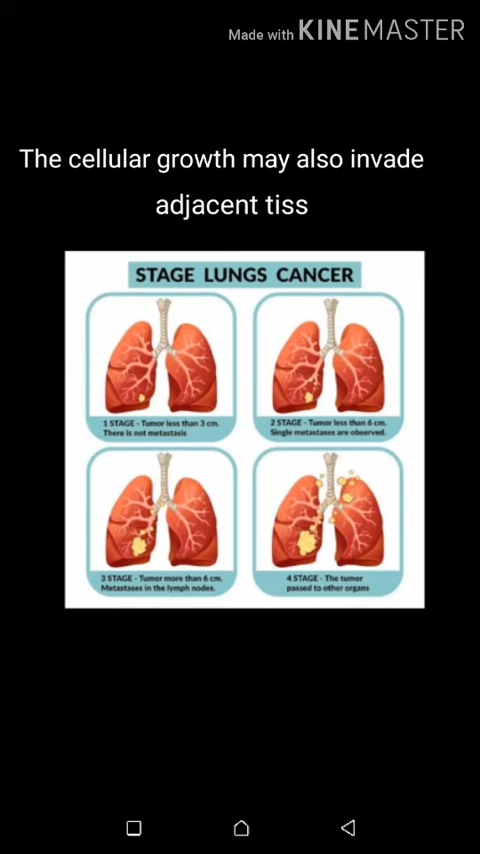 Made with KINEMASTER
The cellular growth may also invade
adjacent tiss
STAGE LUNGS CANCER
1 STAGE - Tumor less than 3 cm.
There is not metastasis
2 STAGE - Tumor less than 6 cm.
Single metastases are observed.
3 STAGE - Tumor more than 6 cm.
Metastases in the lymph nodes.
4 STAGE - The tumor
passed to other organs